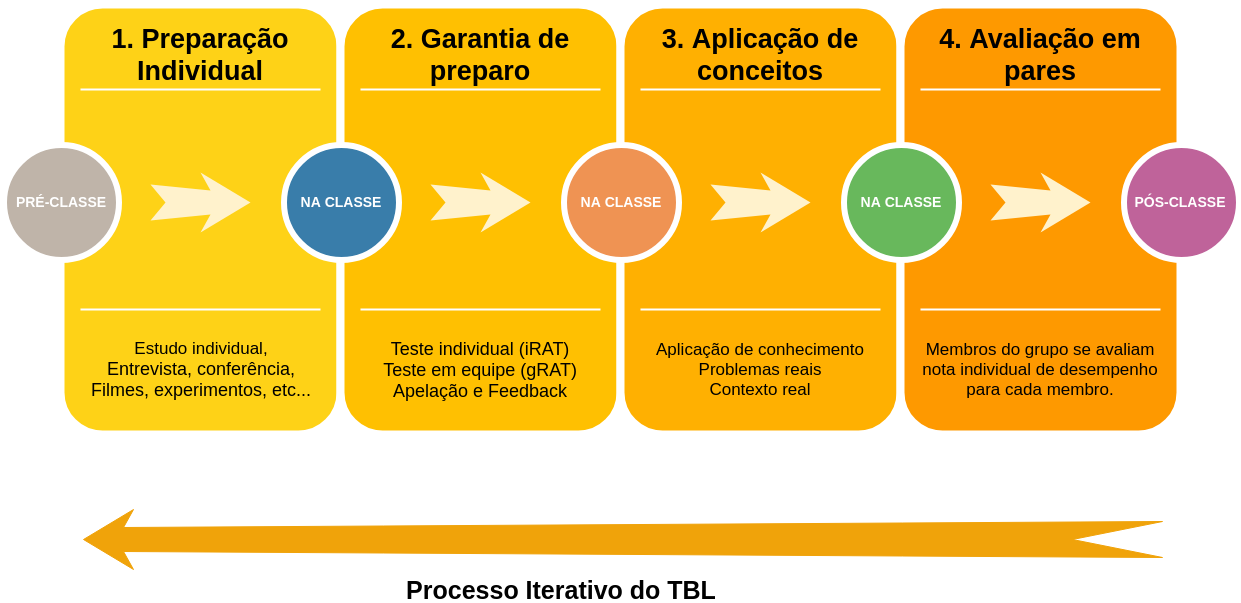 1. Preparação
Individual
2. Garantia de
preparo
3. Aplicação de
conceitos
4. Avaliação em
pares
PRÉ-CLASSE
NA CLASSE
NA CLASSE
NA CLASSE
PÓS-CLASSE
Estudo individual,
Entrevista, conferência,
Filmes, experimentos, etc...
Teste individual (iRAT)
Teste em equipe (gRAT)
Apelação e Feedback
Aplicação de conhecimento
Problemas reais
Contexto real
Membros do grupo se avaliam
nota individual de desempenho
para cada membro.
Processo Iterativo do TBL